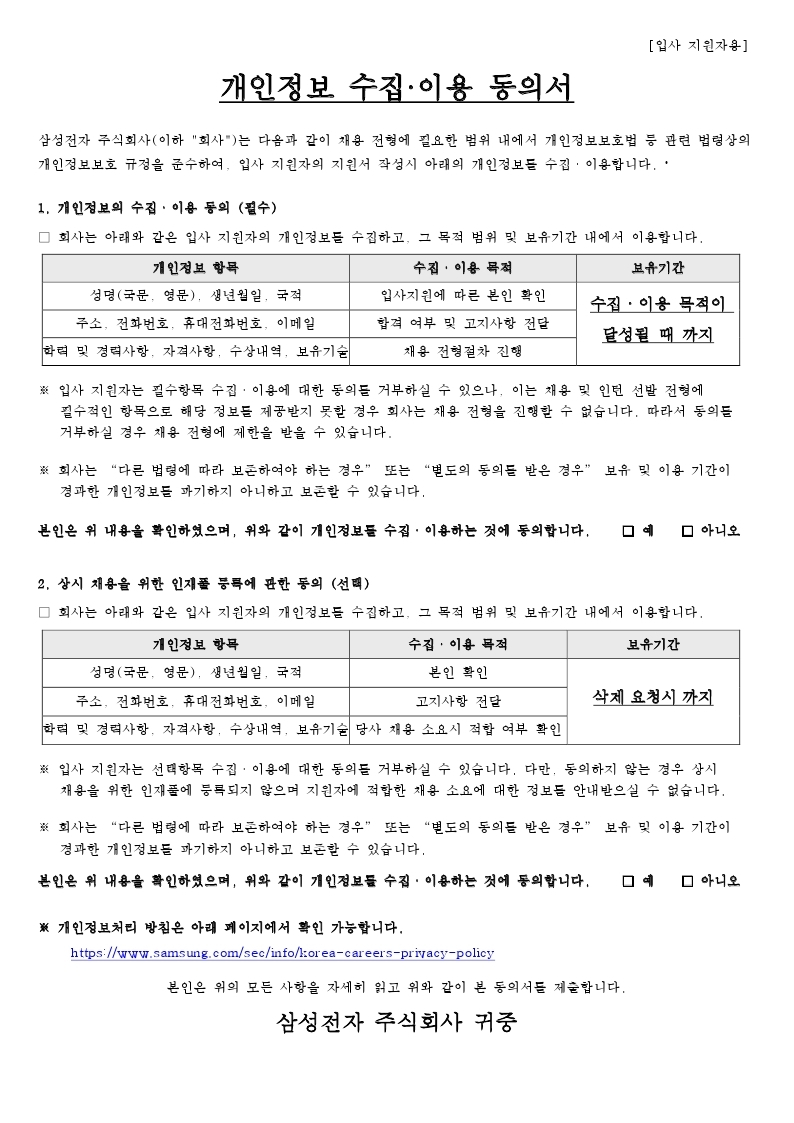 [입사 지원자용]
개인정보 수집·이용 동의서
삼성전자 주식회사(이하 "회사")는 다음과 같이 채용 전형에 필요한 범위 내에서 개인정보보호법 등 관련 법령상의
개인정보보호 규정을 준수하여, 입사 지원자의 지원서 작성시 아래의 개인정보를 수집·이용합니다.
1. 개인정보의 수집·이용 동의 (필수)
□ 회사는 아래와 같은 입사 지원자의 개인정보를 수집하고, 그 목적 범위 및 보유기간 내에서 이용합니다.
개인정보 항목 수집·이용 목적 보유기간
성명(국문, 영문), 생년월일, 국적 입사지원에 따른 본인 확인
수집·이용 목적이
주소, 전화번호, 휴대전화번호, 이메일 합격 여부 및 고지사항 전달
달성될 때 까지
학력 및 경력사항, 자격사항, 수상내역, 보유기술 채용 전형절차 진행
※ 입사 지원자는 필수항목 수집·이용에 대한 동의를 거부하실 수 있으나, 이는 채용 및 인턴 선발 전형에
필수적인 항목으로 해당 정보를 제공받지 못할 경우 회사는 채용 전형을 진행할 수 없습니다. 따라서 동의를
거부하실 경우 채용 전형에 제한을 받을 수 있습니다.
※ 회사는 “다른 법령에 따라 보존하여야 하는 경우” 또는 “별도의 동의를 받은 경우” 보유 및 이용 기간이
경과한 개인정보를 파기하지 아니하고 보존할 수 있습니다.
본인은 위 내용을 확인하였으며, 위와 같이 개인정보를 수집·이용하는 것에 동의합니다. □ 예 □ 아니오
2. 상시 채용을 위한 인재풀 등록에 관한 동의 (선택)
□ 회사는 아래와 같은 입사 지원자의 개인정보를 수집하고, 그 목적 범위 및 보유기간 내에서 이용합니다.
개인정보 항목 수집·이용 목적 보유기간
성명(국문, 영문), 생년월일, 국적 본인 확인
주소, 전화번호, 휴대전화번호, 이메일 고지사항 전달 삭제 요청시 까지
학력 및 경력사항, 자격사항, 수상내역, 보유기술 당사 채용 소요시 적합 여부 확인
※ 입사 지원자는 선택항목 수집·이용에 대한 동의를 거부하실 수 있습니다. 다만, 동의하지 않는 경우 상시
채용을 위한 인재풀에 등록되지 않으며 지원자에 적합한 채용 소요에 대한 정보를 안내받으실 수 없습니다.
※ 회사는 “다른 법령에 따라 보존하여야 하는 경우” 또는 “별도의 동의를 받은 경우” 보유 및 이용 기간이
경과한 개인정보를 파기하지 아니하고 보존할 수 있습니다.
본인은 위 내용을 확인하였으며, 위와 같이 개인정보를 수집·이용하는 것에 동의합니다. □ 예 □ 아니오
※ 개인정보처리 방침은 아래 페이지에서 확인 가능합니다.
https://www.samsung.com/sec/info/korea-careers-privacy-policy
본인은 위의 모든 사항을 자세히 읽고 위와 같이 본 동의서를 제출합니다.
삼성전자 주식회사 귀중